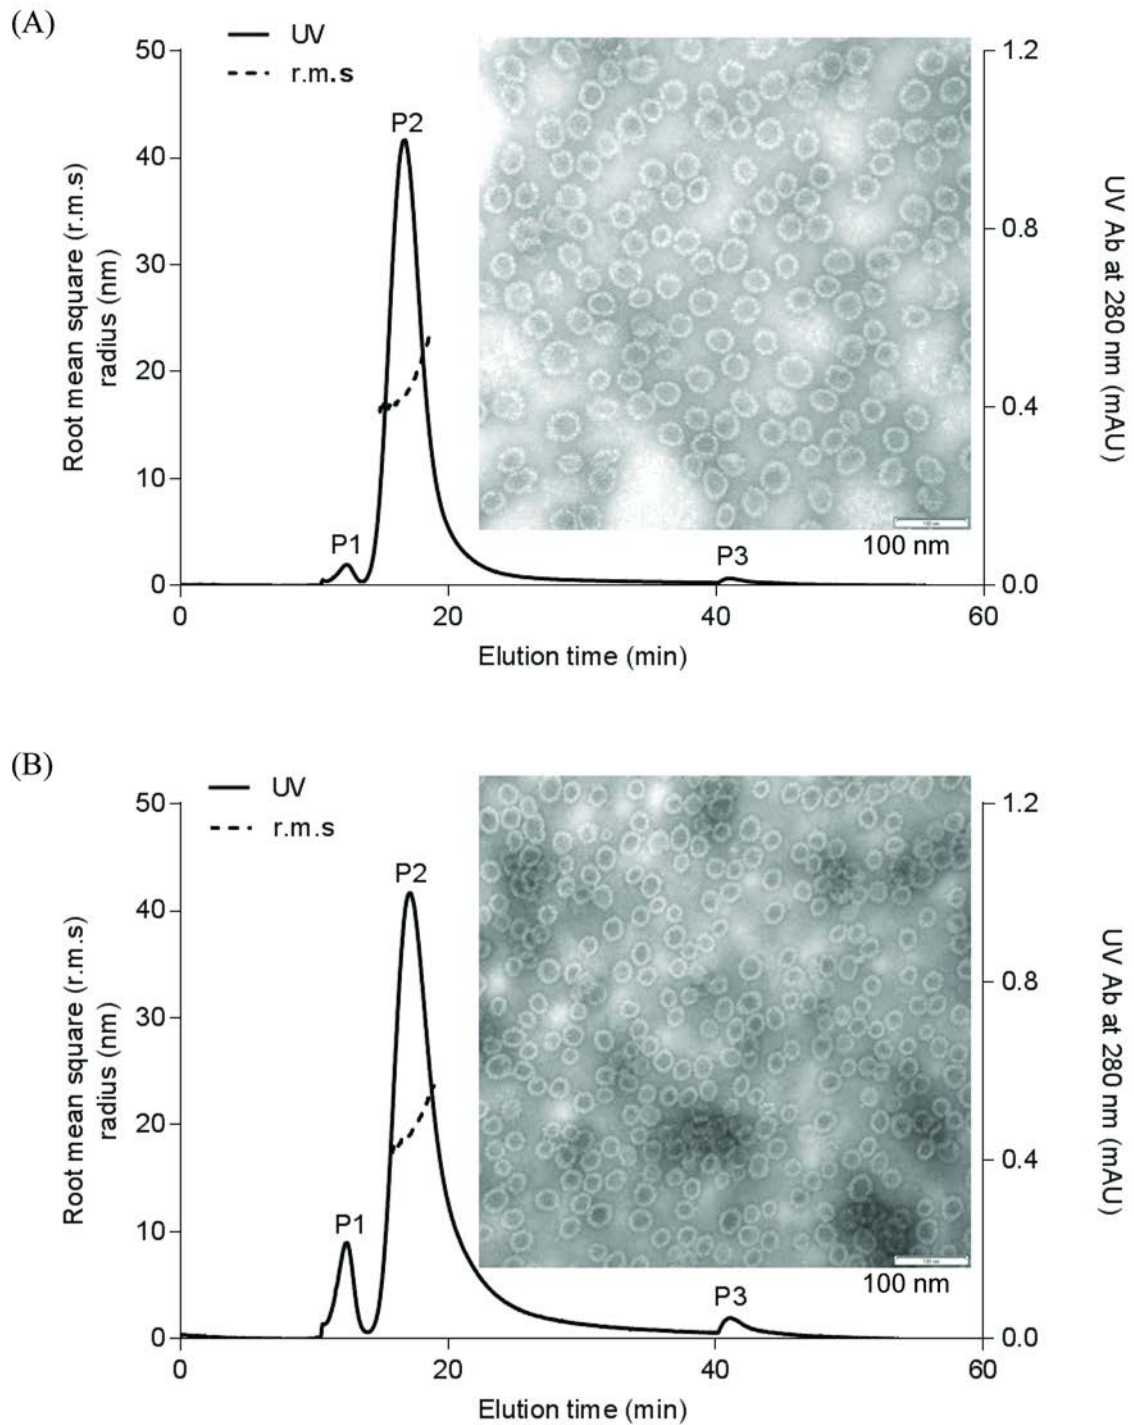 (A)
UV
r.m.s
50
40
30
20
10
0
Root mean square (r.m.s)
radius (nm)
P1
P2
P3
1.2
0.8
0.4
0.0
UV Ab at 280 nm (mAU)
100 nm
0
20
40
60
Elution time (min)
(B)
UV
r.m.s
50
40
30
20
10
0
Root mean square (r.m.s)
radius (nm)
P1
P2
P3
1.2
0.8
0.4
0.0
UV Ab at 280 nm (mAU)
100 nm
0
20
40
60
Elution time (min)